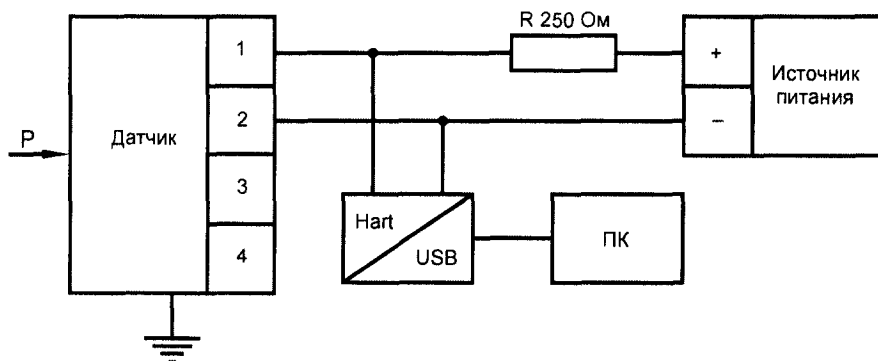 R 250 Ом
1
+
Источник
питания
2
–
P
Датчик
3
4
Hart
USB
ПК